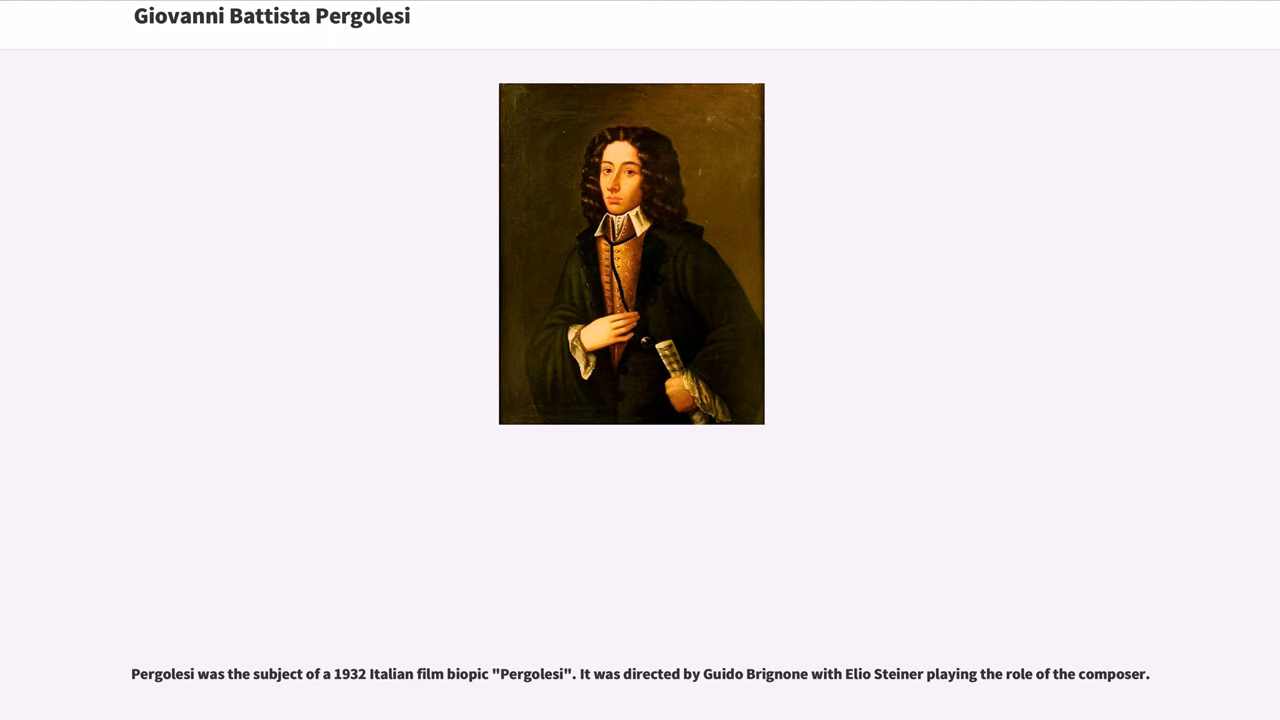 Giovanni Battista Pergolesi
Pergolesi was the subject of a 1932 Italian film biopic "Pergolesi". It was directed by Guido Brignone with Elio Steiner playing the role of the composer.